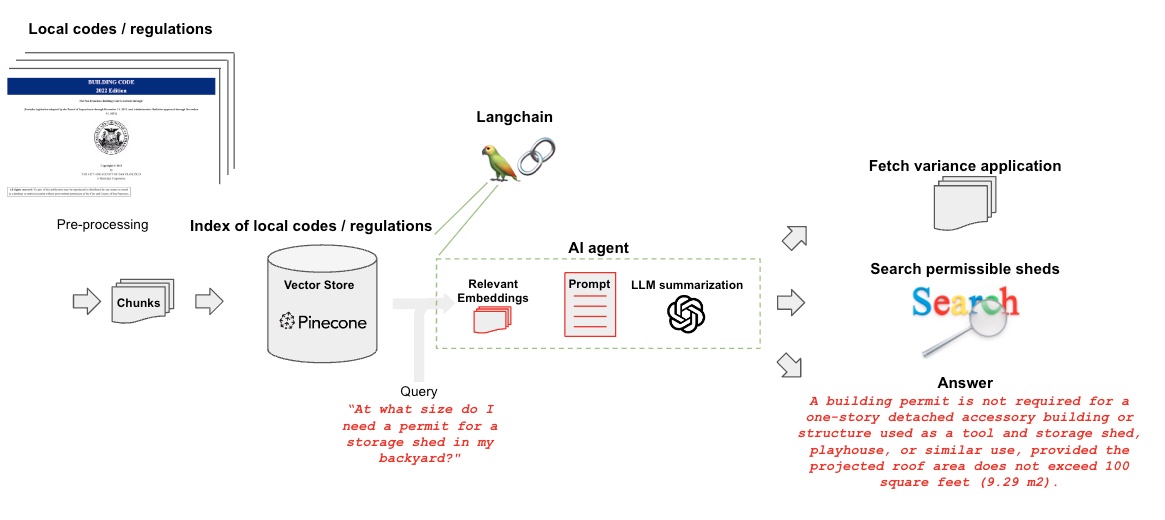 Local codes / regulations
BUILDING CODE
2022 Edition
Pre-processing
Chunks
Index of local codes / regulations
Vector Store
Pinecone
Langchain
AI agent
Relevant
Embeddings
Prompt
LLM summarization
Query
"At what size do I
need a permit for a
storage shed in my
backyard?"
Fetch variance application
Search permissible sheds
Search
Answer
A building permit is not required for a
one-story detached accessory building or
structure used as a tool and storage shed,
playhouse, or similar use, provided the
projected roof area does not exceed 100
square feet (9.29 m2).